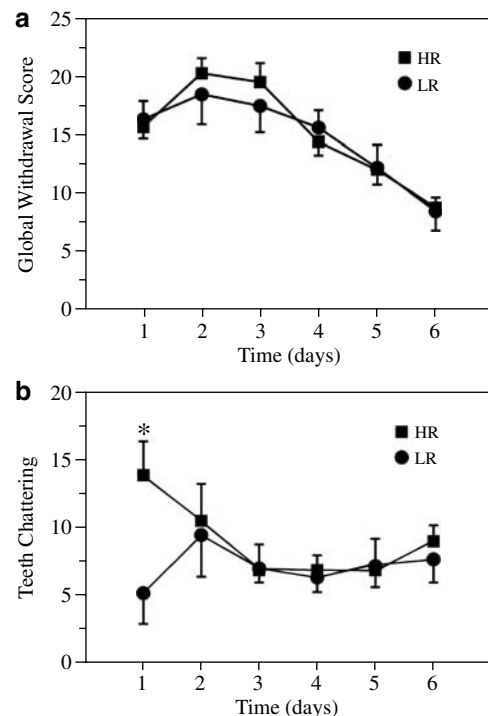 a
25
20
15
10
5
0
Global Withdrawal Score
HR
LR
1 2 3 4 5 6
Time (days)
b
20
15
10
5
0
Teeth Chattering
*
HR
LR
1 2 3 4 5 6
Time (days)